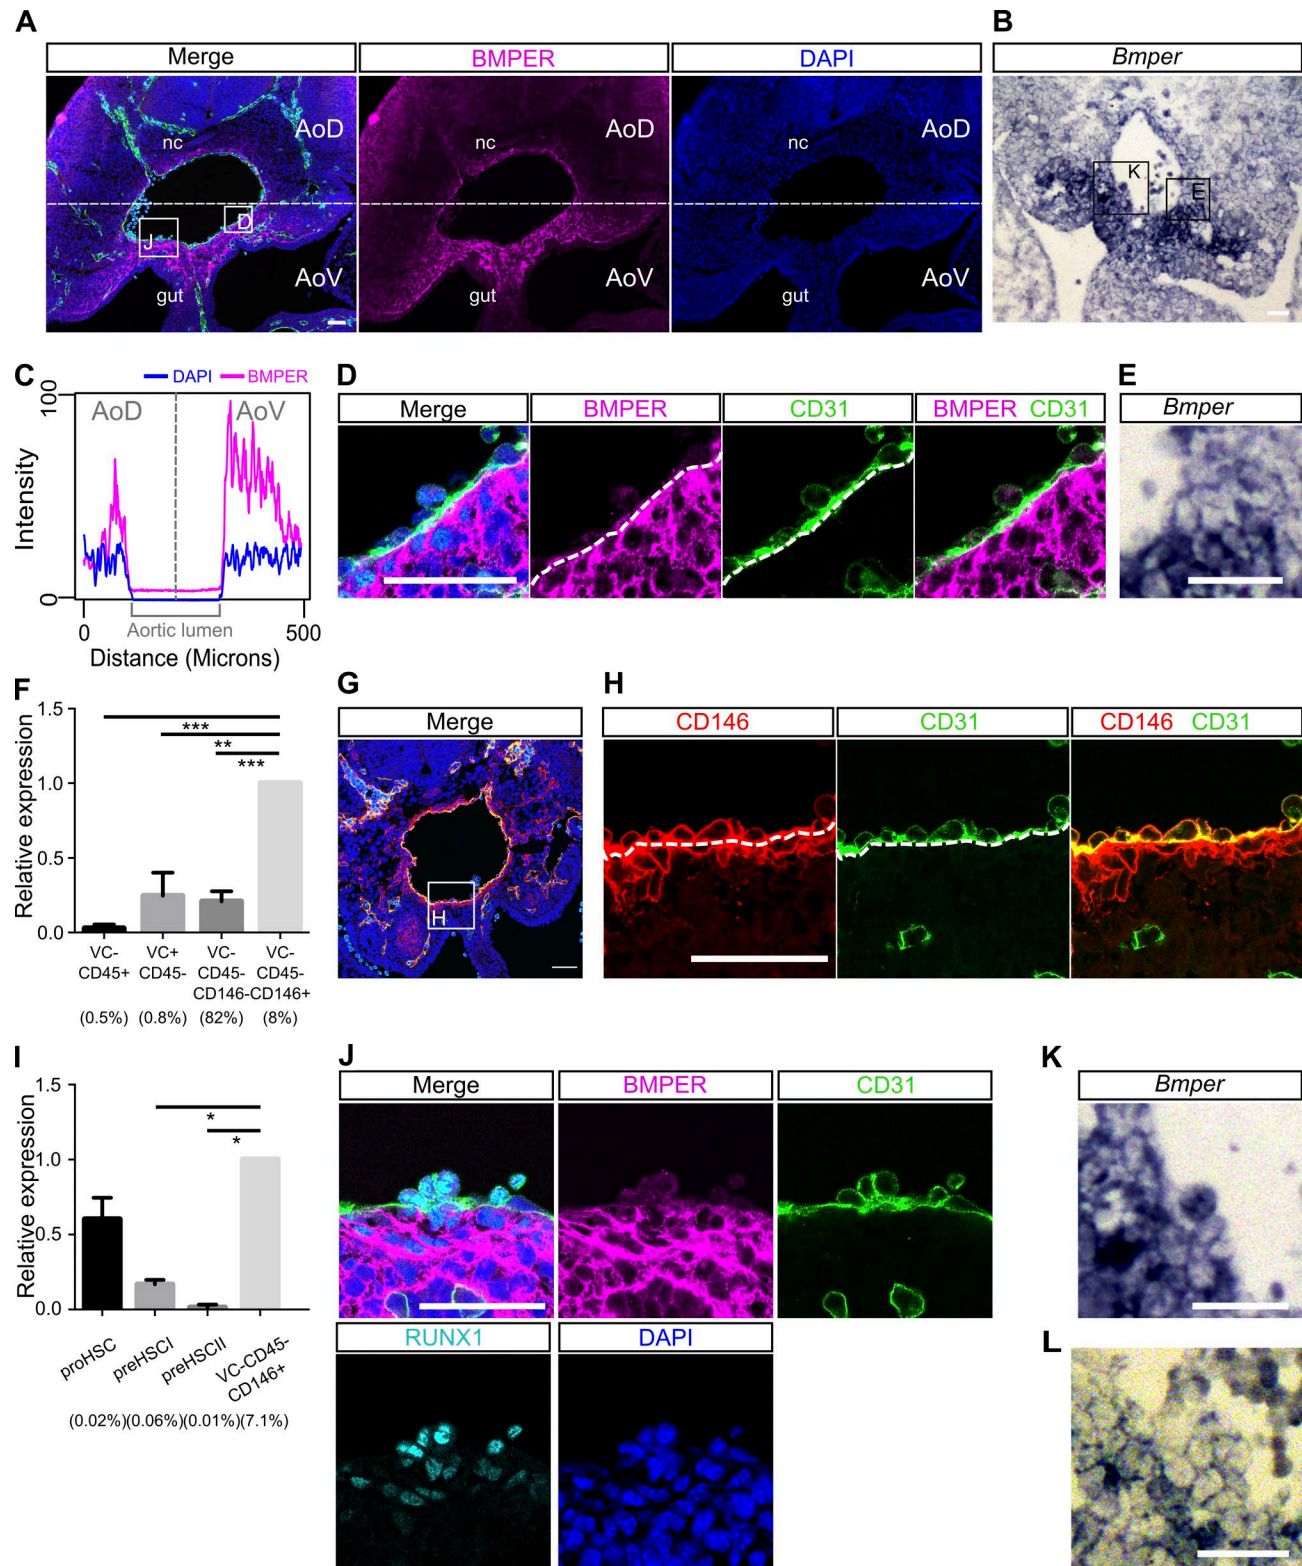 A
Merge BMPER DAPI
nc AoD nc AoD AoD nc
J D
gut AoV gut AoV gut AoV
B
Bmper
K E
C
DAPI BMPER
100
AoD AoV
Intensity
0
Aortic lumen
0 500
Distance (Microns)
D
Merge BMPER CD31 BMPER CD31
E
Bmper
F
1.5
***
**
***
1.0
Relative expression
0.5
0.0
VC- VC+ VC- VC-
CD45+ CD45- CD45- CD45-
CD146- CD146+
(0.5%) (0.8%) (82%) (8%)
G
Merge
H
H
CD146 CD31 CD146 CD31
I
1.5
*
*
1.0
Relative expression
0.5
0.0
proHSC preHSCI preHSCII VC-CD45-
CD146+
(0.02%) (0.06%) (0.01%) (7.1%)
J
Merge BMPER CD31
RUNX1 DAPI
K
Bmper
L